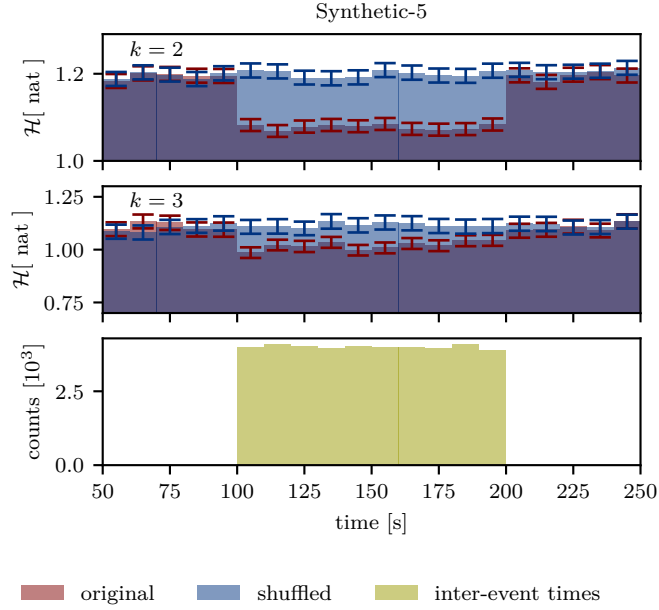 Synthetic-5
k = 2
ℋ[ nat ]
1.2
1.0
k = 3
ℋ[ nat ]
1.25
1.00
0.75
counts [10³]
2.5
0.0
50 75 100 125 150 175 200 225 250
time [s]
original shuffled inter-event times